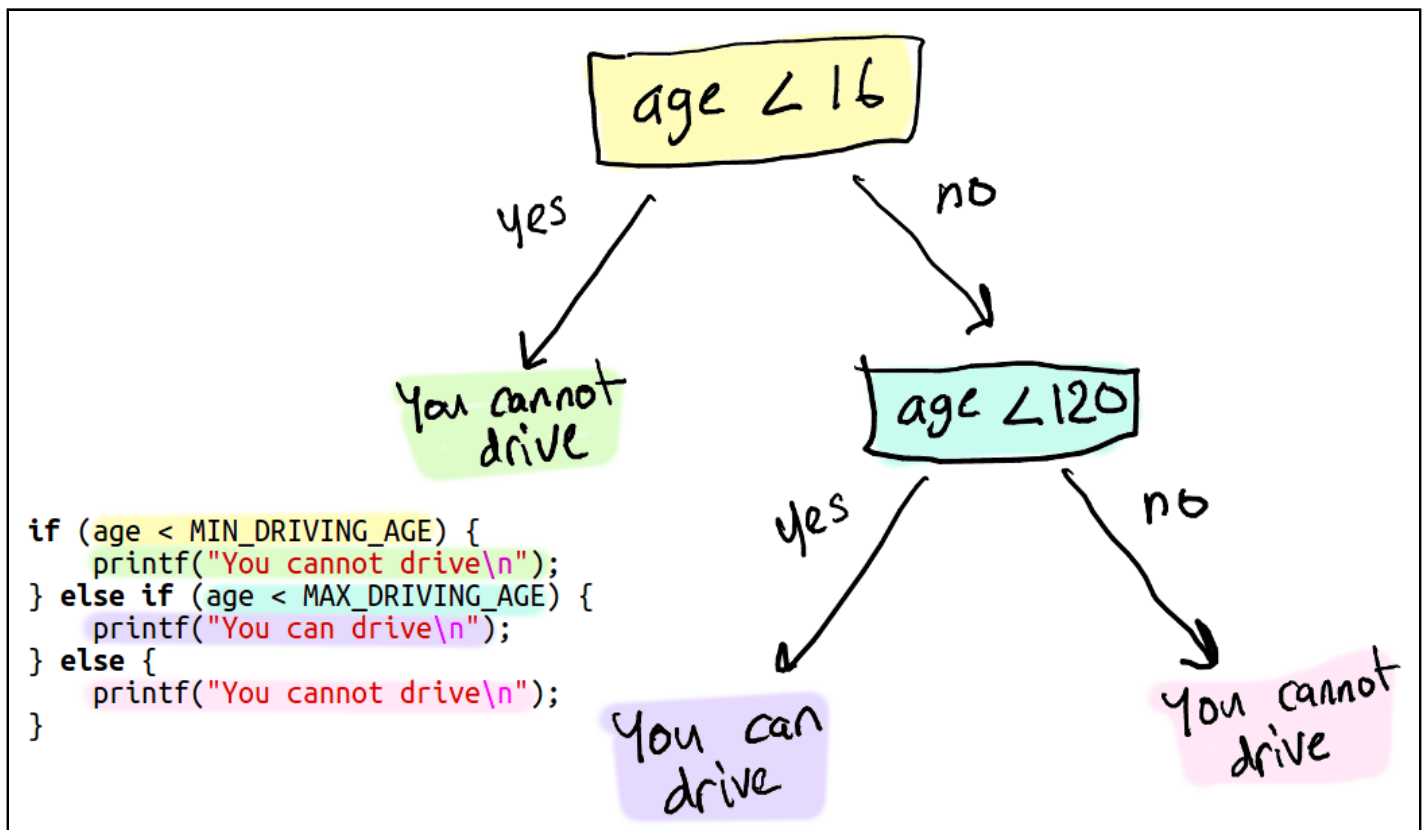 age < 16
yes
no
You cannot
drive
age < 120
yes
no
if (age < MIN_DRIVING_AGE) {
    printf("You cannot drive\n");
} else if (age < MAX_DRIVING_AGE) {
    printf("You can drive\n");
} else {
    printf("You cannot drive\n");
}
You can
drive
You cannot
drive